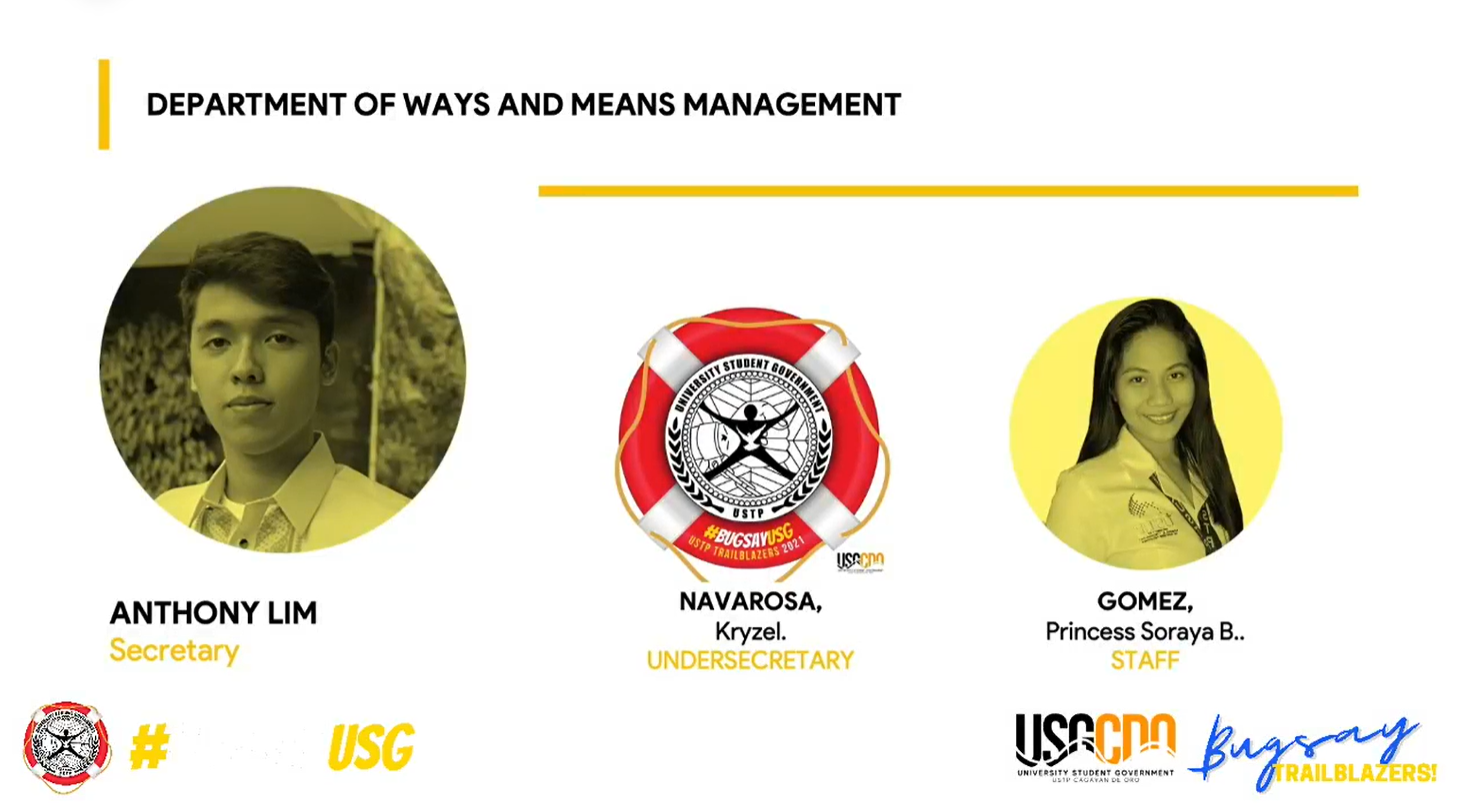 DEPARTMENT OF WAYS AND MEANS MANAGEMENT
UNIVERSITY STUDENT GOVERNMENT
USTP
#BUGSAYUSG
USTP TRAILBLAZERS 2021
USGCDO
ANTHONY LIM
Secretary
NAVAROSA,
Kryzel.
UNDERSECRETARY
GOMEZ,
Princess Soraya B..
STAFF
# USG
USGCDO
UNIVERSITY STUDENT GOVERNMENT
USTP CAGAYAN DE ORO
Bugsay
TRAILBLAZERS!